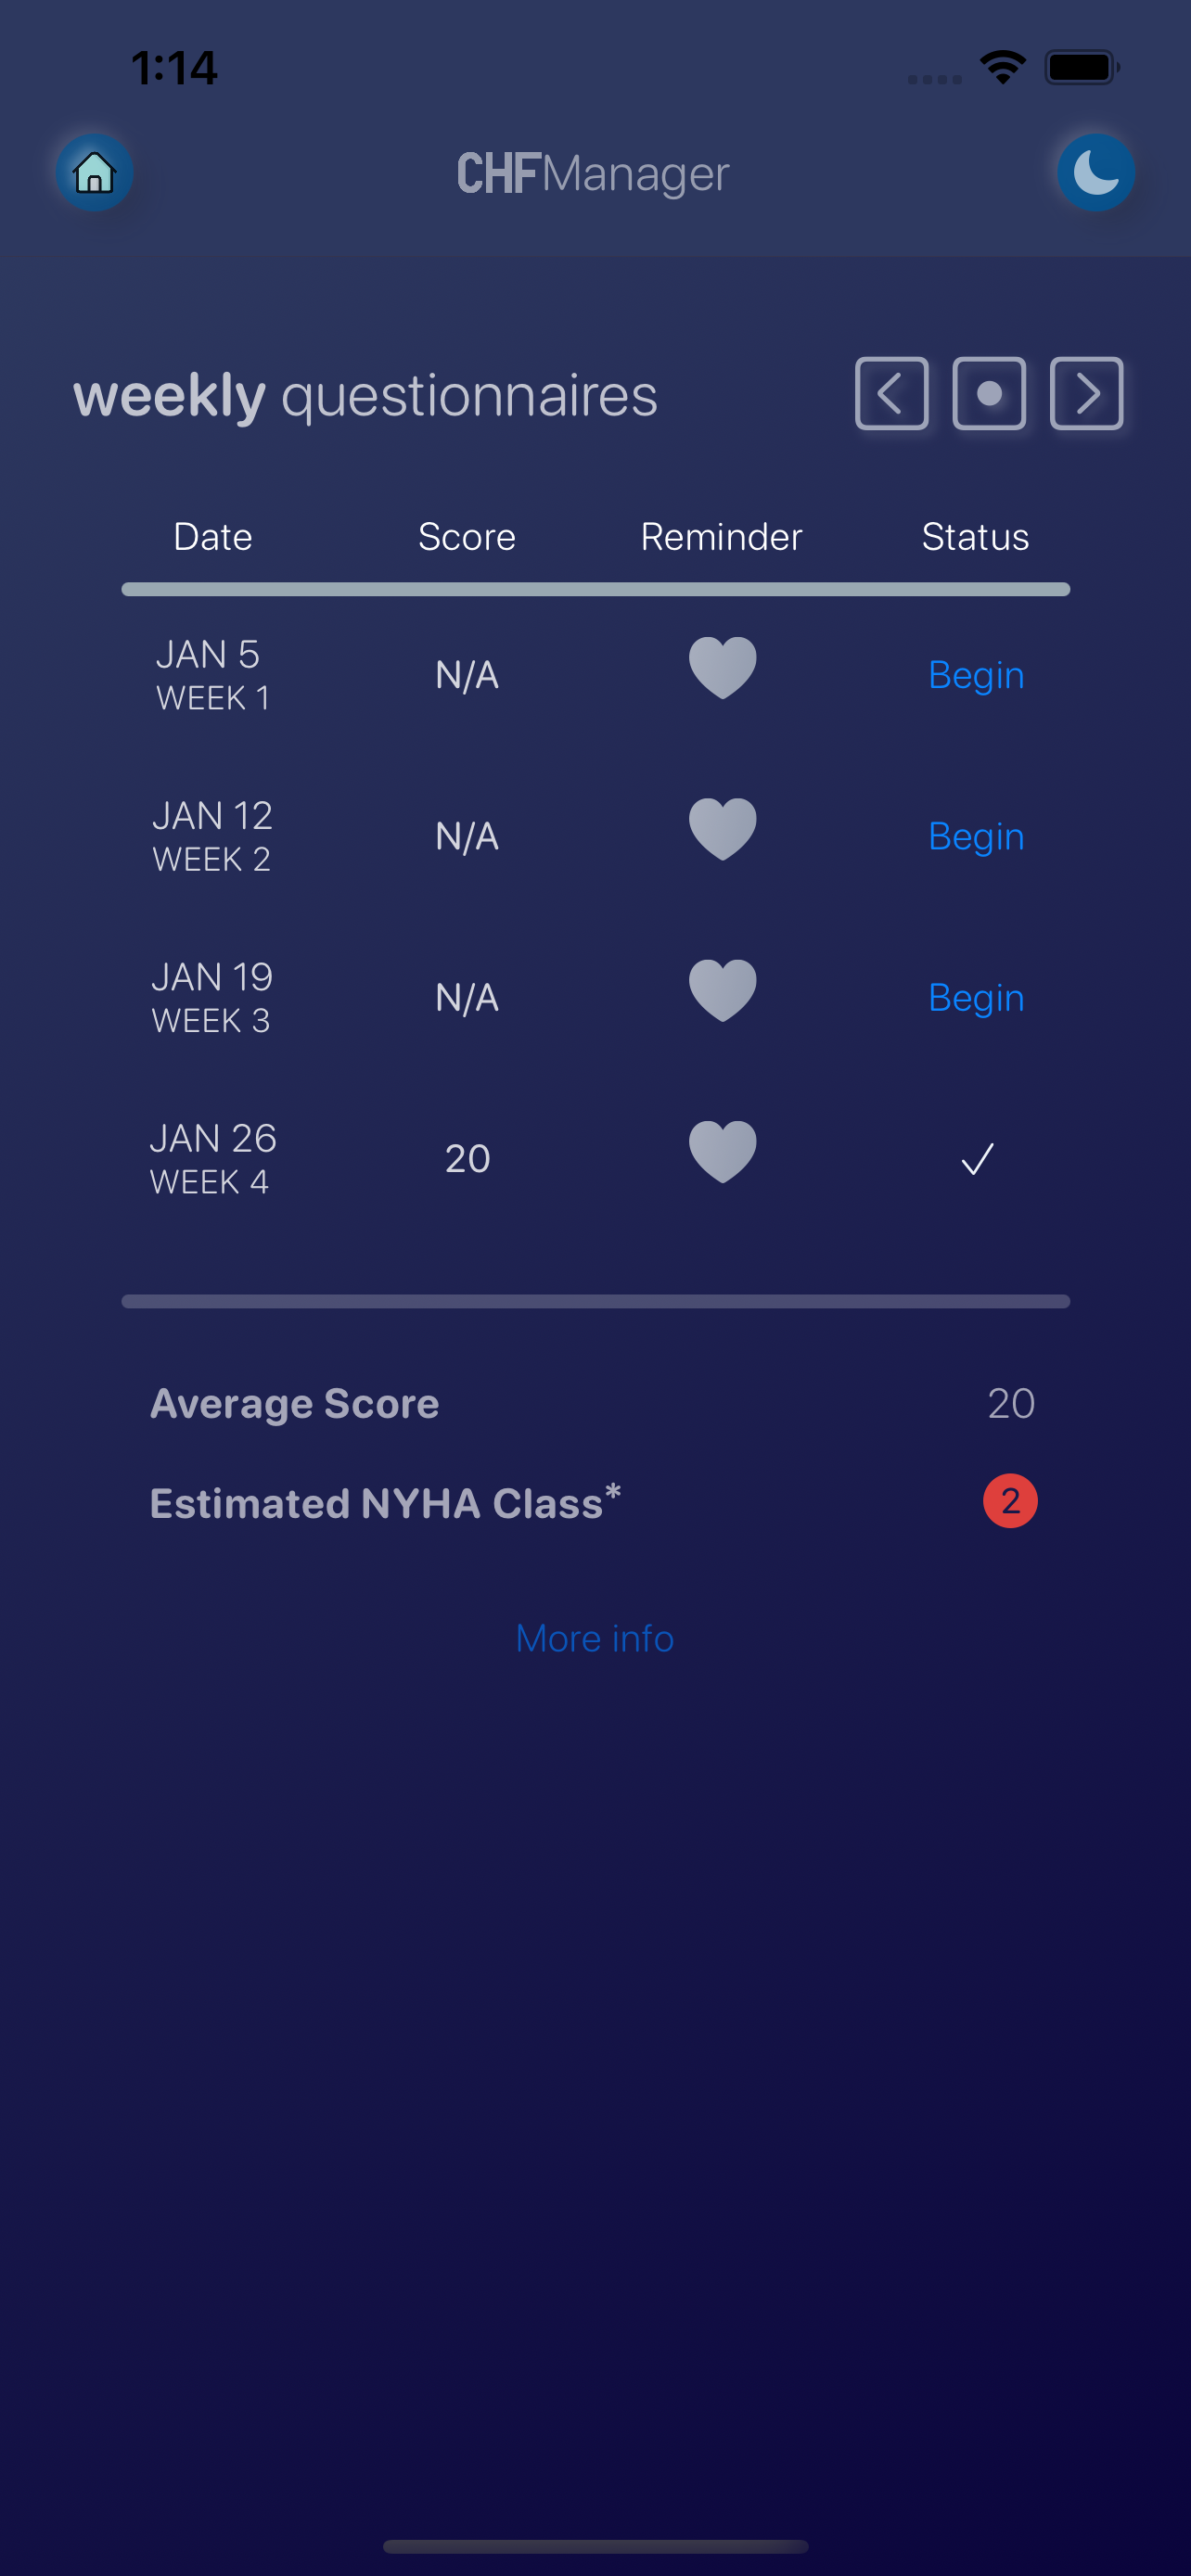 1:14
CHFManager
weekly questionnaires
Date Score Reminder Status
JAN 5
WEEK 1
N/A
Begin
JAN 12
WEEK 2
N/A
Begin
JAN 19
WEEK 3
N/A
Begin
JAN 26
WEEK 4
20
Average Score 20
Estimated NYHA Class* 2
More info